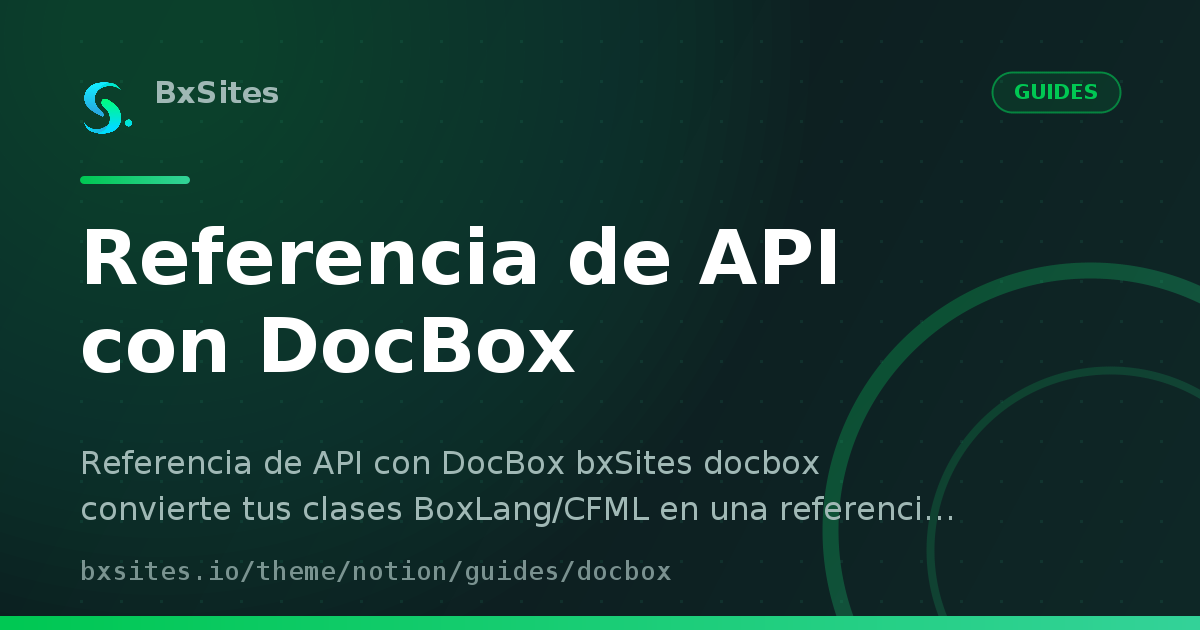 BxSites
GUIDES
Referencia de API
con DocBox
Referencia de API con DocBox bxSites docbox
convierte tus clases BoxLang/CFML en una referenci…
bxsites.io/theme/notion/guides/docbox